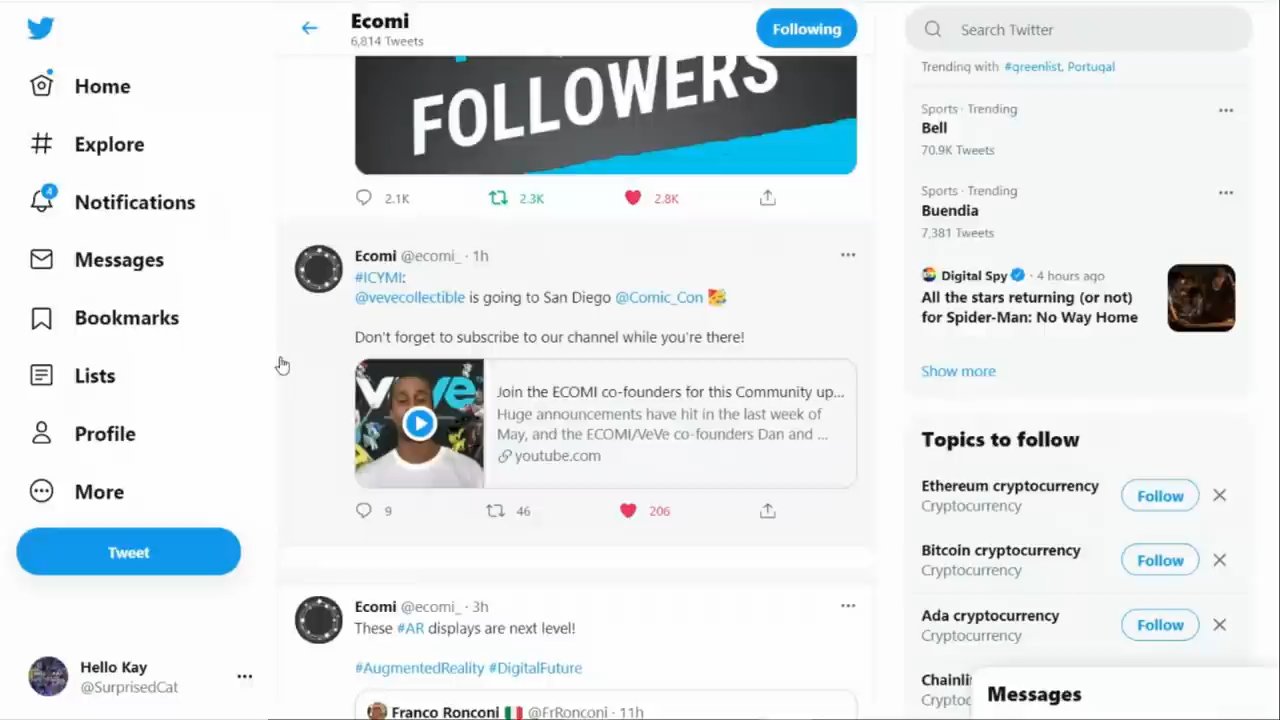 Home
Explore
4
Notifications
Messages
Bookmarks
Lists
Profile
More
Tweet
Hello Kay
@SurprisedCat
Ecomi
6,814 Tweets
Following
FOLLOWERS
2.1K
2.3K
2.8K
Ecomi @ecomi_ · 1h
#ICYMI:
@vevecollectible is going to San Diego @Comic_Con
Don't forget to subscribe to our channel while you're there!
Join the ECOMI co-founders for this Community up...
Huge announcements have hit in the last week of
May, and the ECOMI/VeVe co-founders Dan and ...
youtube.com
9
46
206
Ecomi @ecomi_ · 3h
These #AR displays are next level!
#AugmentedReality #DigitalFuture
Franco Ronconi @FrRonconi · 11h
Search Twitter
Trending with #greenlist, Portugal
Sports · Trending
Bell
70.9K Tweets
Sports · Trending
Buendia
7,381 Tweets
Digital Spy · 4 hours ago
All the stars returning (or not)
for Spider-Man: No Way Home
Show more
Topics to follow
Ethereum cryptocurrency
Cryptocurrency
Follow
Bitcoin cryptocurrency
Cryptocurrency
Follow
Ada cryptocurrency
Cryptocurrency
Follow
Messages